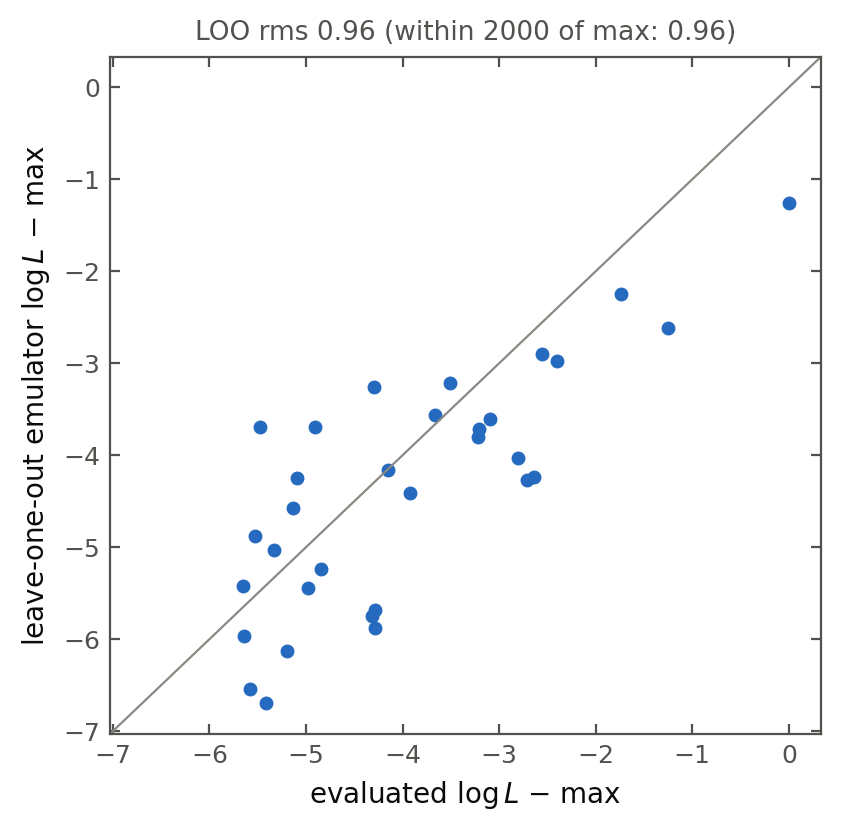 LOO rms 0.96 (within 2000 of max: 0.96)
leave-one-out emulator log L − max
0
−1
−2
−3
−4
−5
−6
−7
−7 −6 −5 −4 −3 −2 −1 0
evaluated log L − max